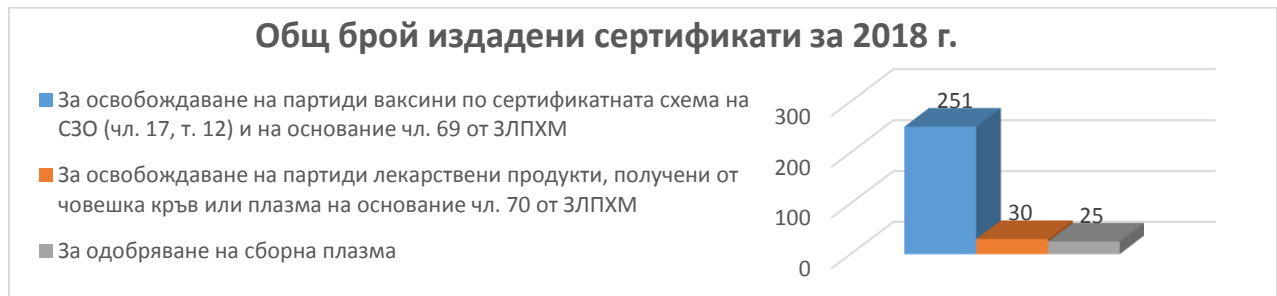 Общ брой издадени сертификати за 2018 г.
За освобождаване на партиди ваксини по сертификатната схема на
СЗО (чл. 17, т. 12) и на основание чл. 69 от ЗЛПХМ
За освобождаване на партиди лекарствени продукти, получени от
човешка кръв или плазма на основание чл. 70 от ЗЛПХМ
За одобряване на сборна плазма
300
200
100
0
251
30
25